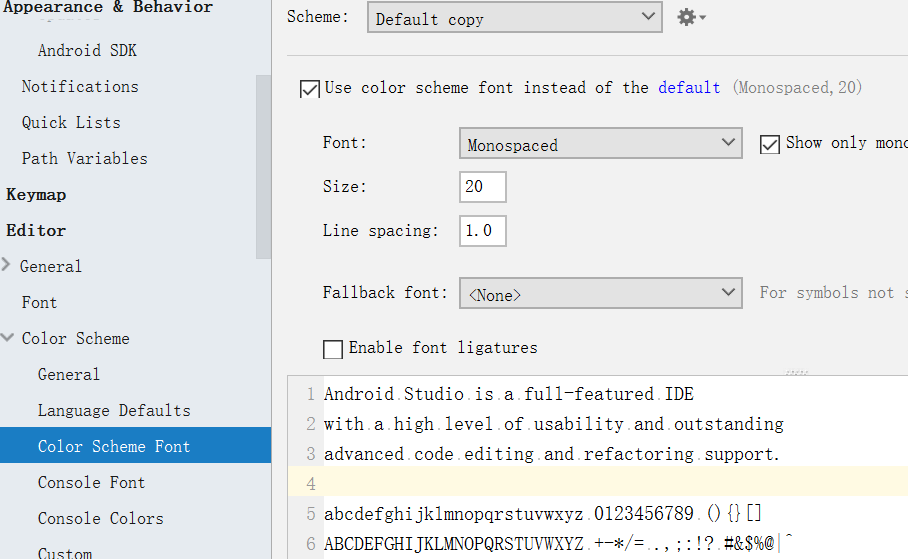 Appearance & Behavior
Android SDK
Notifications
Quick Lists
Path Variables
Keymap
Editor
General
Font
Color Scheme
General
Language Defaults
Color Scheme Font
Console Font
Console Colors
Custom
Scheme: Default copy
Use color scheme font instead of the default (Monospaced,20)
Font: Monospaced Show only mono
Size: 20
Line spacing: 1.0
Fallback font: <None> For symbols not s
Enable font ligatures
1 Android Studio is a full-featured IDE
2 with a high level of usability and outstanding
3 advanced code editing and refactoring support.
4
5 abcdefghijklmnopqrstuvwxyz 0123456789 (){}[]
6 ABCDEFGHIJKLMNOPQRSTUVWXYZ +-*/= .,;:!? #&$%@|^